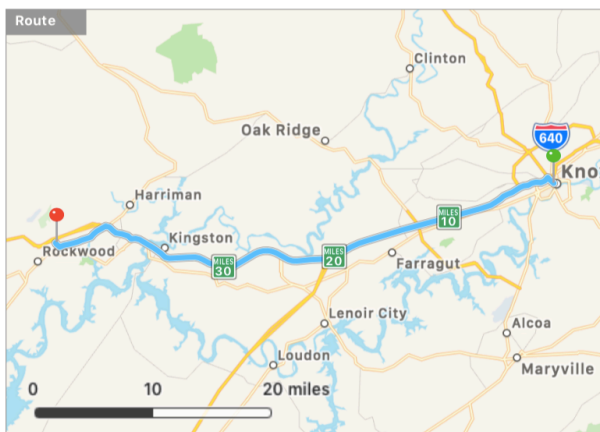 Route
Clinton
Oak Ridge
640
Kno
Harriman
MILES
10
Kingston
Rockwood
MILES
20
MILES
30
Farragut
Lenoir City
Alcoa
Loudon
Maryville
0 10 20 miles